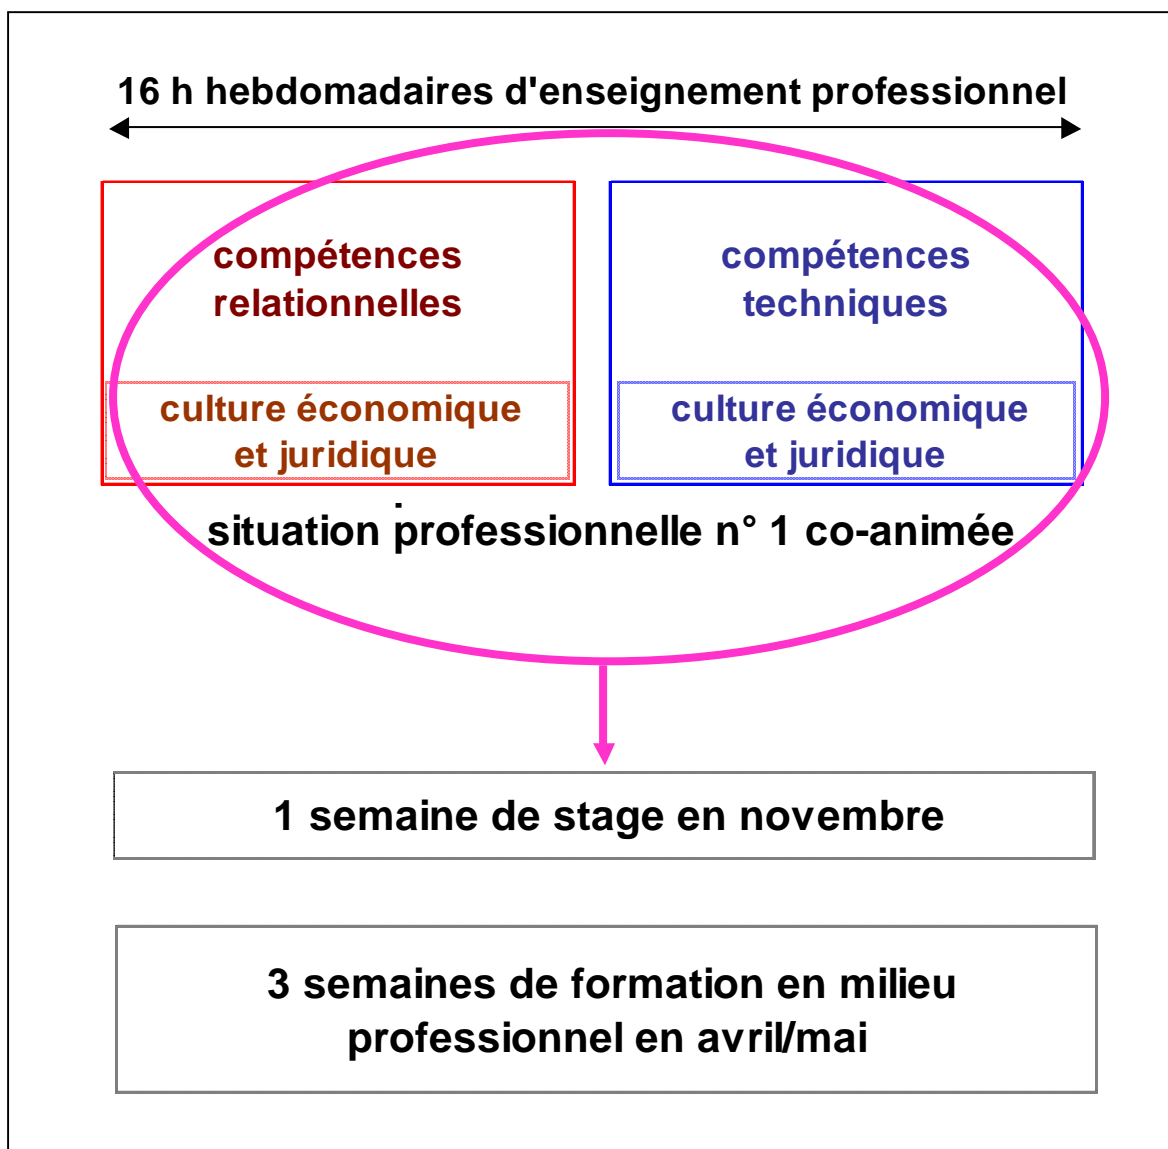 16 h hebdomadaires d'enseignement professionnel
compétences
relationnelles
culture économique
et juridique
compétences
techniques
culture économique
et juridique
situation professionnelle n° 1 co-animée
1 semaine de stage en novembre
3 semaines de formation en milieu
professionnel en avril/mai